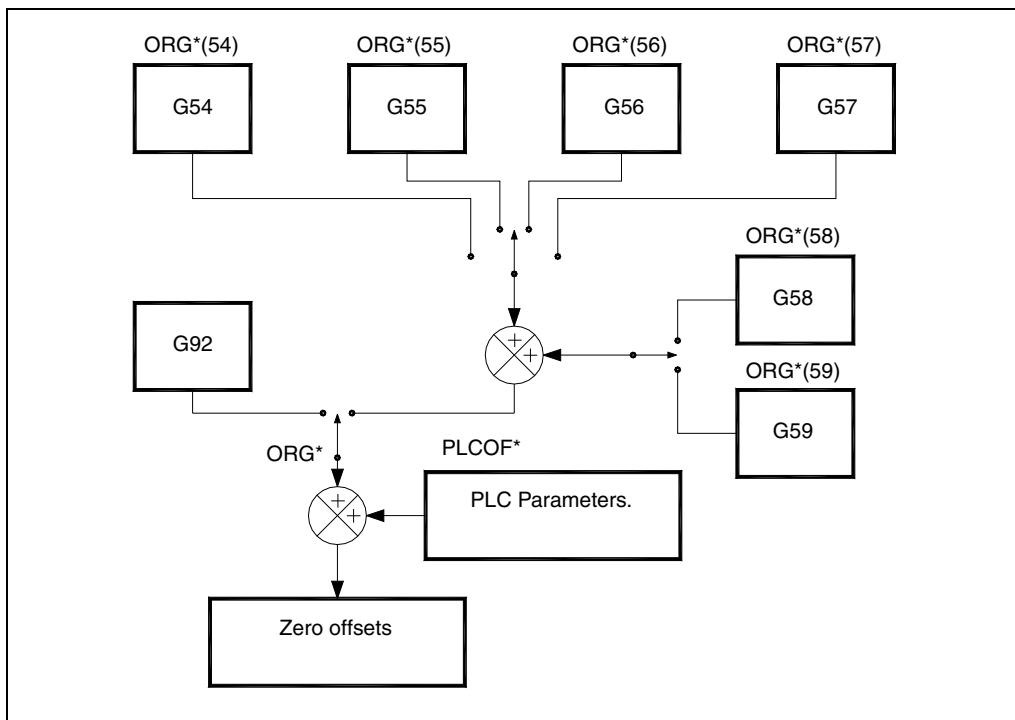 ORG*(54) ORG*(55) ORG*(56) ORG*(57)
G54 G55 G56 G57
ORG*(58)
G58
G92
+
+
ORG*(59)
G59
ORG*
PLCOF*
PLC Parameters.
+
+
Zero offsets